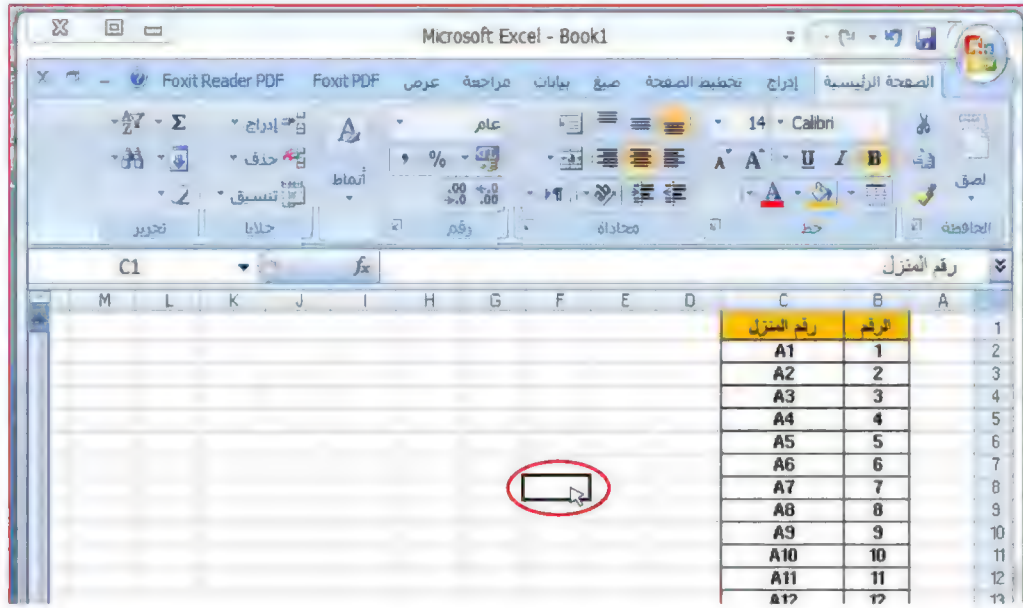 Microsoft Excel - Book1
الصفحة الرئيسية إدراج تخطيط الصفحة صيغ بيانات مراجعة عرض Foxit PDF Foxit Reader PDF
لصق
Calibri 14
B I U
A A
A
عام
% ,
.00 .0
.00
أنماط
إدراج
حذف
تنسيق
Σ
الحافظة خط محاذاة رقم خلايا تحرير
رقم المنزل fx C1
A B C D E F G H I J K L M
1 الرقم رقم المنزل
2 1 A1
3 2 A2
4 3 A3
5 4 A4
6 5 A5
7 6 A6
8 7 A7
9 8 A8
10 9 A9
11 10 A10
12 11 A11
13 12 A12